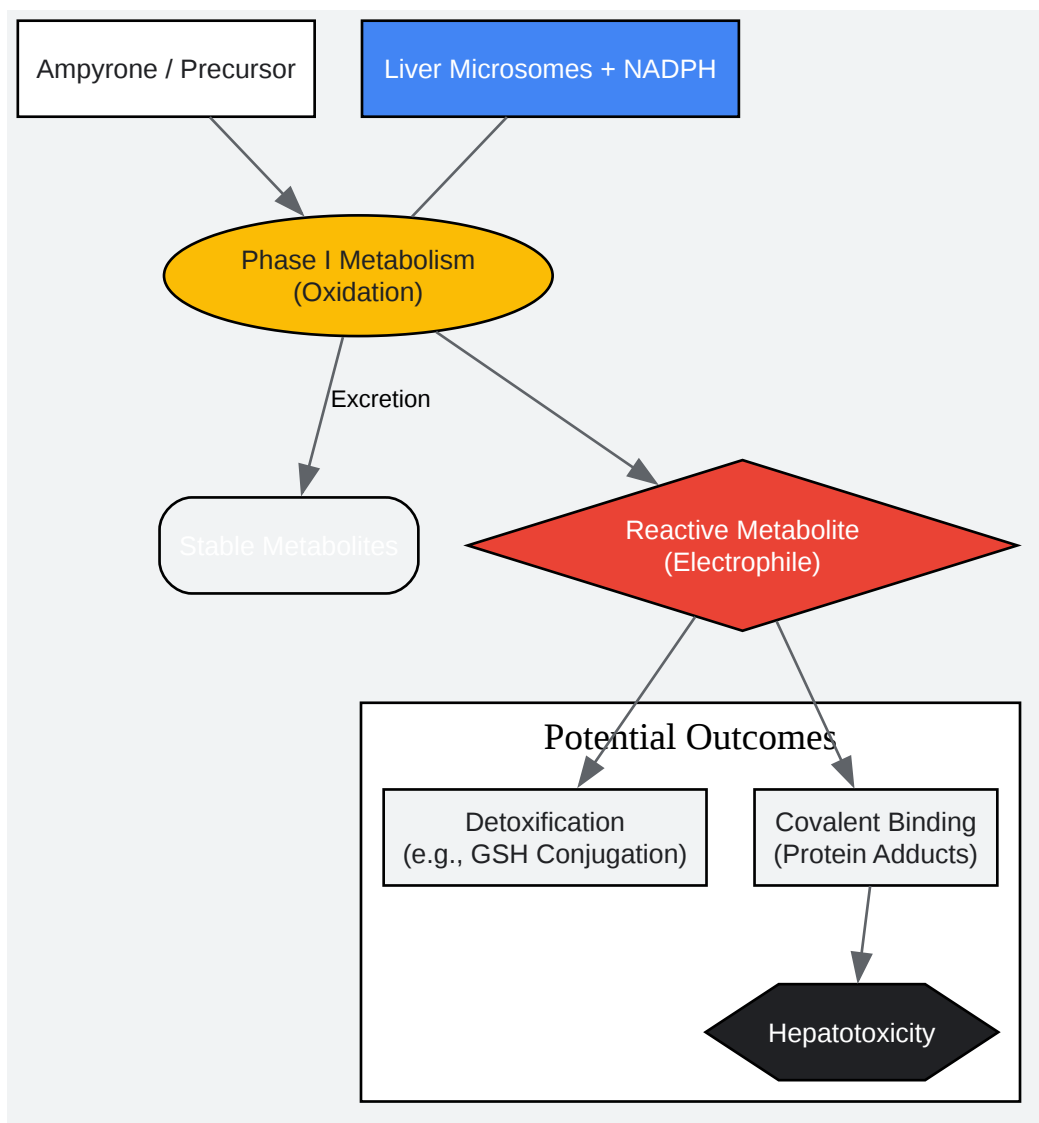 Ampyrone / Precursor
Liver Microsomes + NADPH
Phase I Metabolism
(Oxidation)
Excretion
Stable Metabolites
Reactive Metabolite
(Electrophile)
Potential Outcomes
Detoxification
(e.g., GSH Conjugation)
Covalent Binding
(Protein Adducts)
Hepatotoxicity